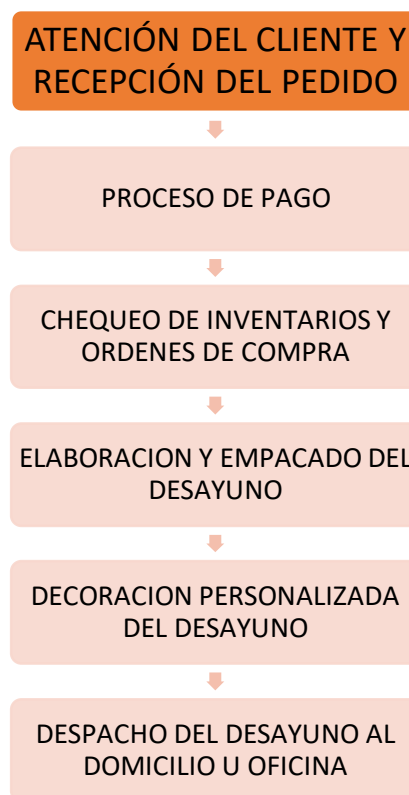 ATENCIÓN DEL CLIENTE Y
RECEPCIÓN DEL PEDIDO
PROCESO DE PAGO
CHEQUEO DE INVENTARIOS Y
ORDENES DE COMPRA
ELABORACION Y EMPACADO DEL
DESAYUNO
DECORACION PERSONALIZADA
DEL DESAYUNO
DESPACHO DEL DESAYUNO AL
DOMICILIO U OFICINA